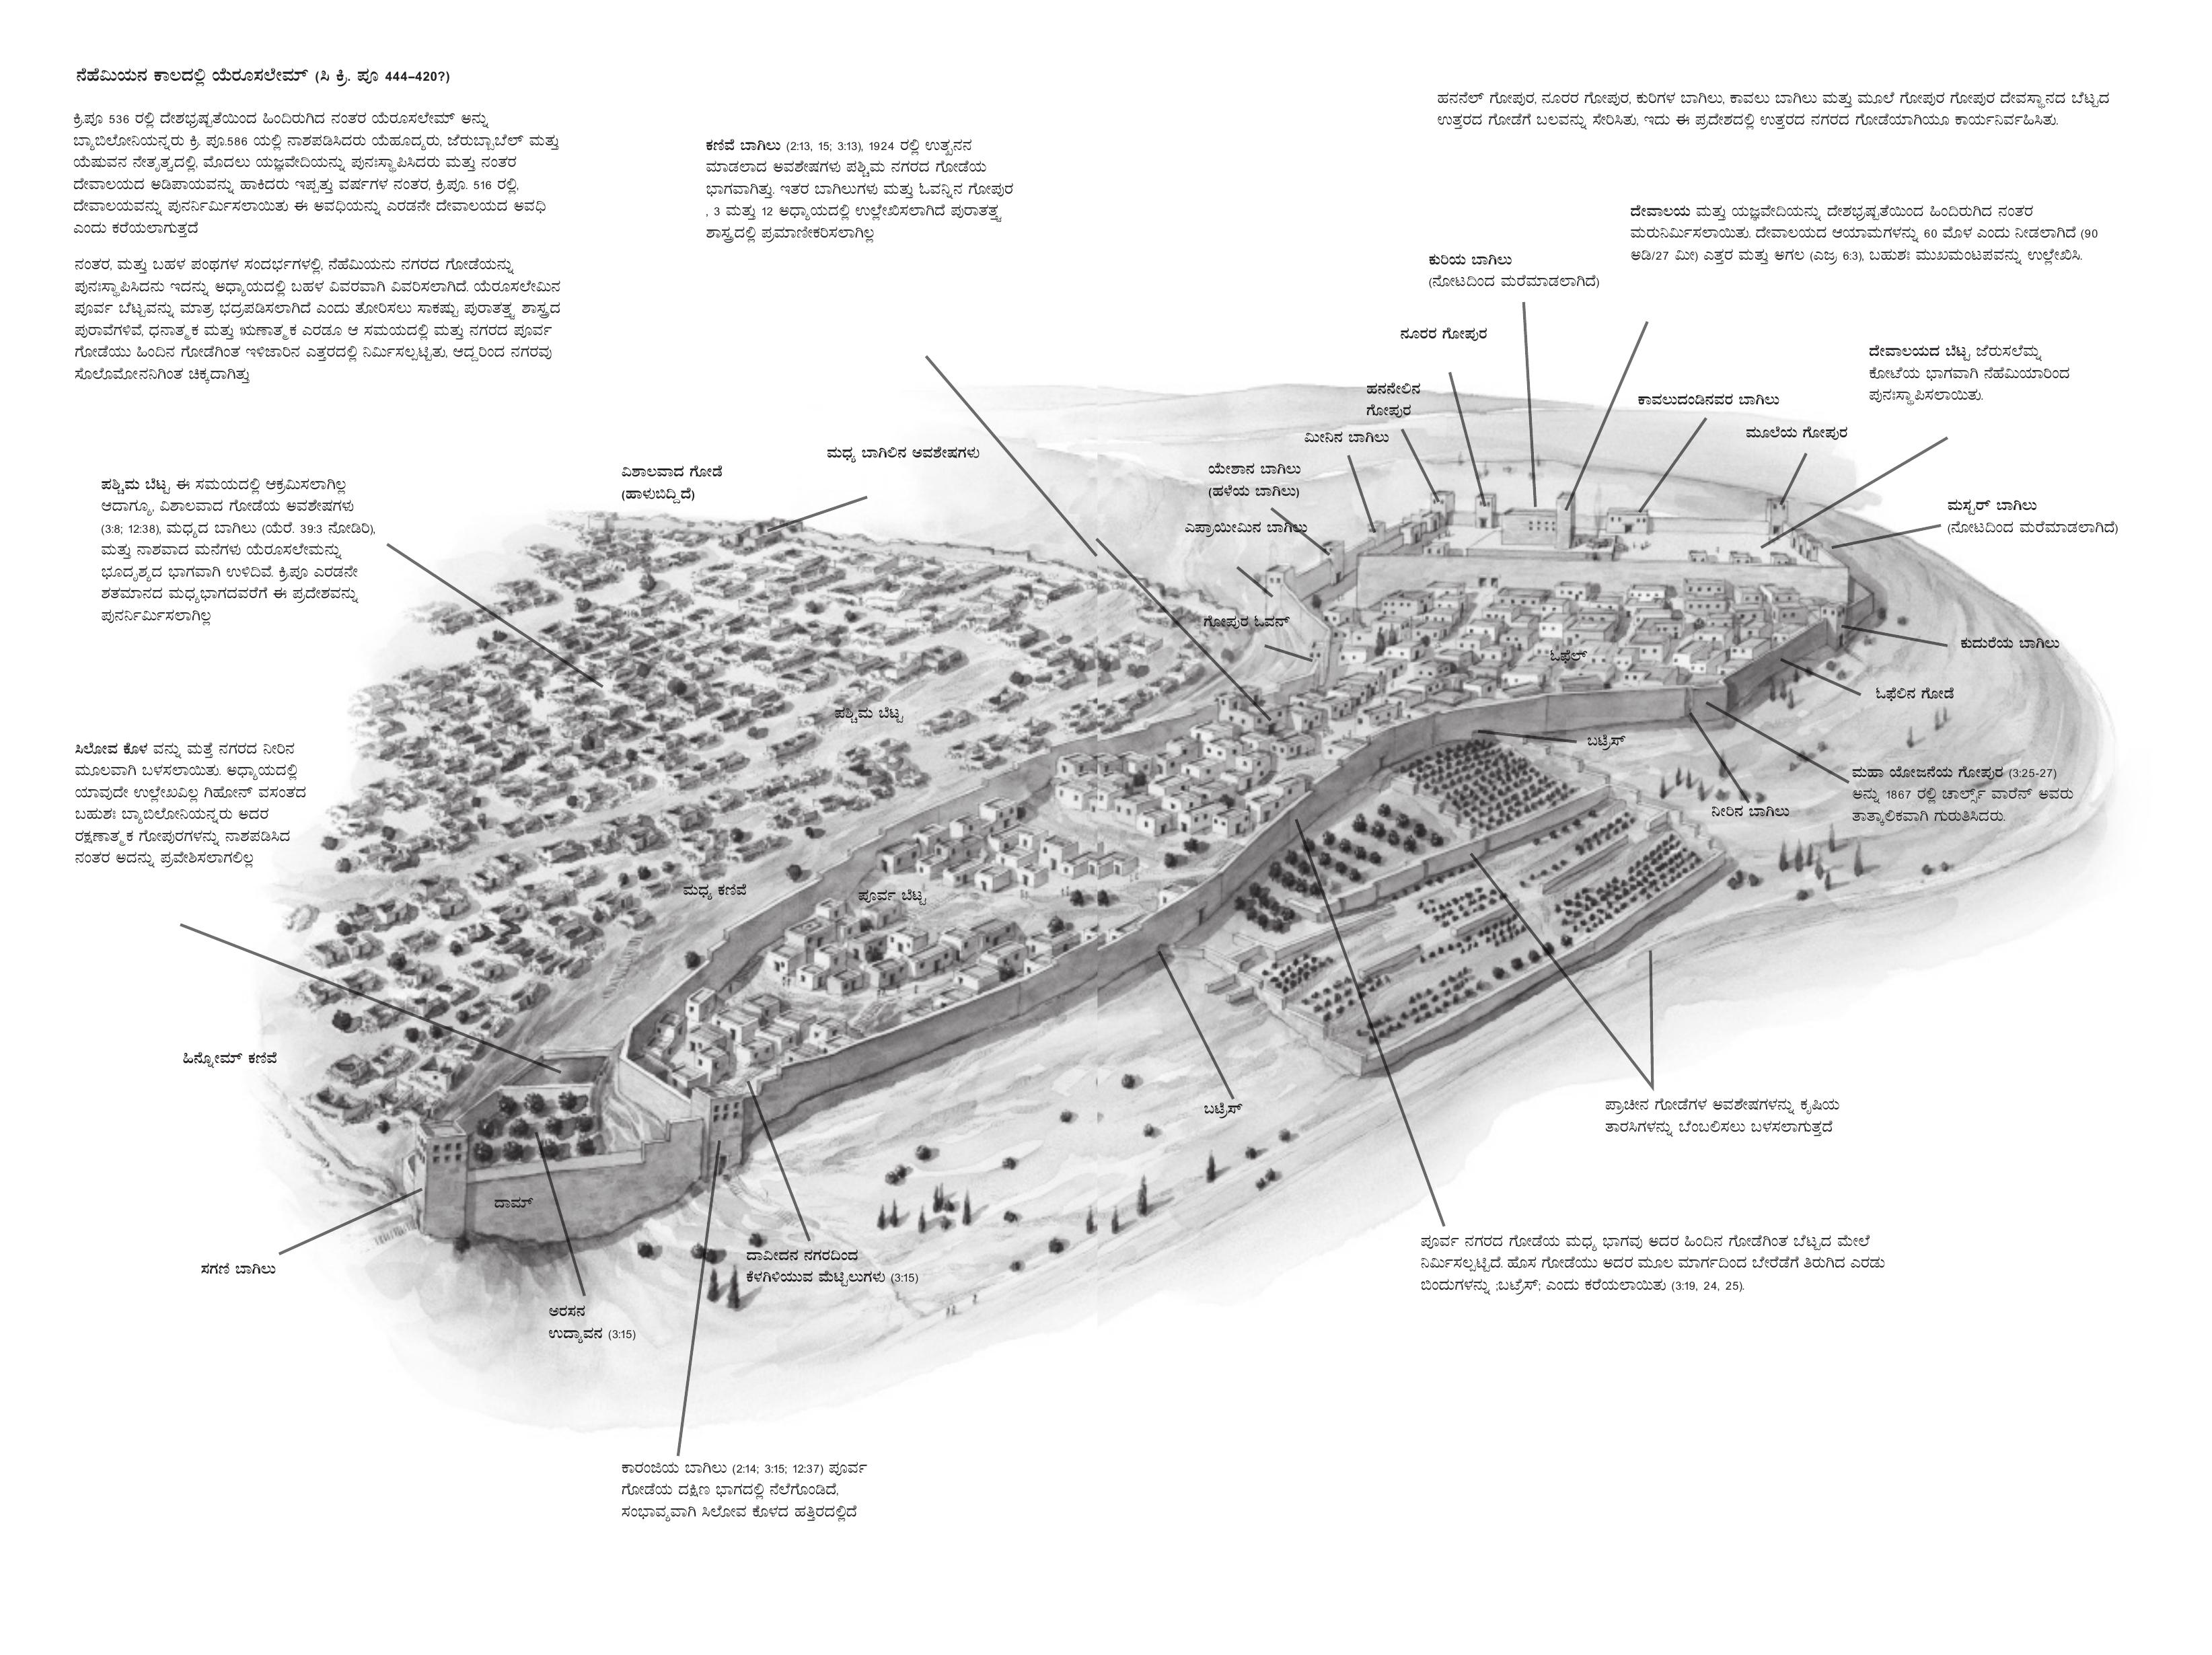 ನೆಹೆಮಿಯನ ಕಾಲದಲ್ಲಿ ಯೆರೂಸಲೇಮ್ (ಸಿ ಕ್ರಿ. ಪೂ 444–420?)
ಕ್ರಿ.ಪೂ 536 ರಲ್ಲಿ ದೇಶಭ್ರಷ್ಟತೆಯಿಂದ ಹಿಂದಿರುಗಿದ ನಂತರ ಯೆರೂಸಲೇಮ್ ಅನ್ನು
ಬ್ಯಾಬಿಲೋನಿಯನ್ನರು ಕ್ರಿ. ಪೂ.586 ಯಲ್ಲಿ ನಾಶಪಡಿಸಿದರು ಯೆಹೂದ್ಯರು, ಜೆರುಬ್ಬಾಬೆಲ್ ಮತ್ತು
ಯೆಷುವನ ನೇತೃತ್ವದಲ್ಲಿ, ಮೊದಲು ಯಜ್ಞವೇದಿಯನ್ನು ಪುನಃಸ್ಥಾಪಿಸಿದರು ಮತ್ತು ನಂತರ
ದೇವಾಲಯದ ಅಡಿಪಾಯವನ್ನು ಹಾಕಿದರು ಇಪ್ಪತ್ತು ವರ್ಷಗಳ ನಂತರ, ಕ್ರಿ.ಪೂ. 516 ರಲ್ಲಿ,
ದೇವಾಲಯವನ್ನು ಪುನರ್ನಿರ್ಮಿಸಲಾಯಿತು ಈ ಅವಧಿಯನ್ನು ಎರಡನೇ ದೇವಾಲಯದ ಅವಧಿ
ಎಂದು ಕರೆಯಲಾಗುತ್ತದೆ
ನಂತರ, ಮತ್ತು ಬಹಳ ಪಂಥಗಳ ಸಂದರ್ಭಗಳಲ್ಲಿ, ನೆಹೆಮಿಯನು ನಗರದ ಗೋಡೆಯನ್ನು
ಪುನಃಸ್ಥಾಪಿಸಿದನು ಇದನ್ನು ಅಧ್ಯಾಯದಲ್ಲಿ ಬಹಳ ವಿವರವಾಗಿ ವಿವರಿಸಲಾಗಿದೆ. ಯೆರೂಸಲೇಮಿನ
ಪೂರ್ವ ಬೆಟ್ಟವನ್ನು ಮಾತ್ರ ಭದ್ರಪಡಿಸಲಾಗಿದೆ ಎಂದು ತೋರಿಸಲು ಸಾಕಷ್ಟು ಪುರಾತತ್ತ್ವ ಶಾಸ್ತ್ರದ
ಪುರಾವೆಗಳಿವೆ, ಧನಾತ್ಮಕ ಮತ್ತು ಋಣಾತ್ಮಕ ಎರಡೂ ಆ ಸಮಯದಲ್ಲಿ ಮತ್ತು ನಗರದ ಪೂರ್ವ
ಗೋಡೆಯು ಹಿಂದಿನ ಗೋಡೆಗಿಂತ ಇಳಿಜಾರಿನ ಎತ್ತರದಲ್ಲಿ ನಿರ್ಮಿಸಲ್ಪಟ್ಟಿತು, ಆದ್ದರಿಂದ ನಗರವು
ಸೊಲೊಮೋನನಿಗಿಂತ ಚಿಕ್ಕದಾಗಿತ್ತು
ಕಣಿವೆ ಬಾಗಿಲು (2:13, 15; 3:13), 1924 ರಲ್ಲಿ ಉತ್ಖನನ
ಮಾಡಲಾದ ಅವಶೇಷಗಳು ಪಶ್ಚಿಮ ನಗರದ ಗೋಡೆಯ
ಭಾಗವಾಗಿತ್ತು. ಇತರ ಬಾಗಿಲುಗಳು ಮತ್ತು ಓವನ್ನಿನ ಗೋಪುರ
, 3 ಮತ್ತು 12 ಅಧ್ಯಾಯದಲ್ಲಿ ಉಲ್ಲೇಖಿಸಲಾಗಿದೆ ಪುರಾತತ್ತ್ವ
ಶಾಸ್ತ್ರದಲ್ಲಿ ಪ್ರಮಾಣೀಕರಿಸಲಾಗಿಲ್ಲ
ಹನನೆಲ್ ಗೋಪುರ, ನೂರರ ಗೋಪುರ, ಕುರಿಗಳ ಬಾಗಿಲು, ಕಾವಲು ಬಾಗಿಲು ಮತ್ತು ಮೂಲೆ ಗೋಪುರ ಗೋಪುರ ದೇವಸ್ಥಾನದ ಬೆಟ್ಟದ
ಉತ್ತರದ ಗೋಡೆಗೆ ಬಲವನ್ನು ಸೇರಿಸಿತು, ಇದು ಈ ಪ್ರದೇಶದಲ್ಲಿ ಉತ್ತರದ ನಗರದ ಗೋಡೆಯಾಗಿಯೂ ಕಾರ್ಯನಿರ್ವಹಿಸಿತು.
ದೇವಾಲಯ ಮತ್ತು ಯಜ್ಞವೇದಿಯನ್ನು ದೇಶಭ್ರಷ್ಟತೆಯಿಂದ ಹಿಂದಿರುಗಿದ ನಂತರ
ಮರುನಿರ್ಮಿಸಲಾಯಿತು. ದೇವಾಲಯದ ಆಯಾಮಗಳನ್ನು 60 ಮೊಳ ಎಂದು ನೀಡಲಾಗಿದೆ (90
ಅಡಿ/27 ಮೀ) ಎತ್ತರ ಮತ್ತು ಅಗಲ (ಎಜ್ರ 6:3), ಬಹುಶಃ ಮುಖಮಂಟಪವನ್ನು ಉಲ್ಲೇಖಿಸಿ.
ಕುರಿಯ ಬಾಗಿಲು
(ನೋಟದಿಂದ ಮರೆಮಾಡಲಾಗಿದೆ)
ನೂರರ ಗೋಪುರ
ದೇವಾಲಯದ ಬೆಟ್ಟ ಜೆರುಸಲೆಮ್ನ
ಕೋಟೆಯ ಭಾಗವಾಗಿ ನೆಹೆಮಿಯಾರಿಂದ
ಪುನಃಸ್ಥಾಪಿಸಲಾಯಿತು.
ಹನನೇಲಿನ
ಗೋಪುರ
ಕಾವಲುದಂಡಿನವರ ಬಾಗಿಲು
ಮೀನಿನ ಬಾಗಿಲು
ಮೂಲೆಯ ಗೋಪುರ
ಮಧ್ಯ ಬಾಗಿಲಿನ ಅವಶೇಷಗಳು
ವಿಶಾಲವಾದ ಗೋಡೆ
(ಹಾಳುಬಿದ್ದಿದೆ)
ಯೇಶಾನ ಬಾಗಿಲು
(ಹಳೆಯ ಬಾಗಿಲು)
ಎಫ್ರಾಯೀಮಿನ ಬಾಗಿಲು
ಪಶ್ಚಿಮ ಬೆಟ್ಟ ಈ ಸಮಯದಲ್ಲಿ ಆಕ್ರಮಿಸಲಾಗಿಲ್ಲ
ಆದಾಗ್ಯೂ, ವಿಶಾಲವಾದ ಗೋಡೆಯ ಅವಶೇಷಗಳು
(3:8; 12:38), ಮಧ್ಯದ ಬಾಗಿಲು (ಯೆರೆ. 39:3 ನೋಡಿರಿ),
ಮತ್ತು ನಾಶವಾದ ಮನೆಗಳು ಯೆರೂಸಲೇಮನ್ನು
ಭೂದೃಶ್ಯದ ಭಾಗವಾಗಿ ಉಳಿದಿವೆ. ಕ್ರಿ.ಪೂ ಎರಡನೇ
ಶತಮಾನದ ಮಧ್ಯಭಾಗದವರೆಗೆ ಈ ಪ್ರದೇಶವನ್ನು
ಪುನರ್ನಿರ್ಮಿಸಲಾಗಿಲ್ಲ
ಮಸ್ಟರ್ ಬಾಗಿಲು
(ನೋಟದಿಂದ ಮರೆಮಾಡಲಾಗಿದೆ)
ಗೋಪುರ ಓವನ್
ಓಫೆಲ್
ಕುದುರೆಯ ಬಾಗಿಲು
ಓಫೆಲಿನ ಗೋಡೆ
ಪಶ್ಚಿಮ ಬೆಟ್ಟ
ಬಟ್ರೆಸ್
ಸಿಲೋವ ಕೊಳ ವನ್ನು ಮತ್ತೆ ನಗರದ ನೀರಿನ
ಮೂಲವಾಗಿ ಬಳಸಲಾಯಿತು. ಅಧ್ಯಾಯದಲ್ಲಿ
ಯಾವುದೇ ಉಲ್ಲೇಖವಿಲ್ಲ ಗಿಹೋನ್ ವಸಂತದ
ಬಹುಶಃ ಬ್ಯಾಬಿಲೋನಿಯನ್ನರು ಅದರ
ರಕ್ಷಣಾತ್ಮಕ ಗೋಪುರಗಳನ್ನು ನಾಶಪಡಿಸಿದ
ನಂತರ ಅದನ್ನು ಪ್ರವೇಶಿಸಲಾಗಲಿಲ್ಲ
ಮಹಾ ಯೋಜನೆಯ ಗೋಪುರ (3:25-27)
ಅನ್ನು 1867 ರಲ್ಲಿ ಚಾರ್ಲ್ಸ್ ವಾರೆನ್ ಅವರು
ತಾತ್ಕಾಲಿಕವಾಗಿ ಗುರುತಿಸಿದರು.
ನೀರಿನ ಬಾಗಿಲು
ಮಧ್ಯ ಕಣಿವೆ
ಪೂರ್ವ ಬೆಟ್ಟ
ಹಿನ್ನೋಮ್ ಕಣಿವೆ
ಬಟ್ರೆಸ್
ಪ್ರಾಚೀನ ಗೋಡೆಗಳ ಅವಶೇಷಗಳನ್ನು ಕೃಷಿಯ
ತಾರಸಿಗಳನ್ನು ಬೆಂಬಲಿಸಲು ಬಳಸಲಾಗುತ್ತದೆ
ದಾಮ್
ಸಗಣಿ ಬಾಗಿಲು
ದಾವೀದನ ನಗರದಿಂದ
ಕೆಳಗಿಳಿಯುವ ಮೆಟ್ಟಿಲುಗಳು (3:15)
ಪೂರ್ವ ನಗರದ ಗೋಡೆಯ ಮಧ್ಯ ಭಾಗವು ಅದರ ಹಿಂದಿನ ಗೋಡೆಗಿಂತ ಬೆಟ್ಟದ ಮೇಲೆ
ನಿರ್ಮಿಸಲ್ಪಟ್ಟಿದೆ. ಹೊಸ ಗೋಡೆಯು ಅದರ ಮೂಲ ಮಾರ್ಗದಿಂದ ಬೇರೆಡೆಗೆ ತಿರುಗಿದ ಎರಡು
ಬಿಂದುಗಳನ್ನು ;ಬಟ್ರೆಸ್; ಎಂದು ಕರೆಯಲಾಯಿತು (3:19, 24, 25).
ಅರಸನ
ಉದ್ಯಾವನ (3:15)
ಕಾರಂಜಿಯ ಬಾಗಿಲು (2:14; 3:15; 12:37) ಪೂರ್ವ
ಗೋಡೆಯ ದಕ್ಷಿಣ ಭಾಗದಲ್ಲಿ ನೆಲೆಗೊಂಡಿದೆ,
ಸಂಭಾವ್ಯವಾಗಿ ಸಿಲೋವ ಕೊಳದ ಹತ್ತಿರದಲ್ಲಿದೆ